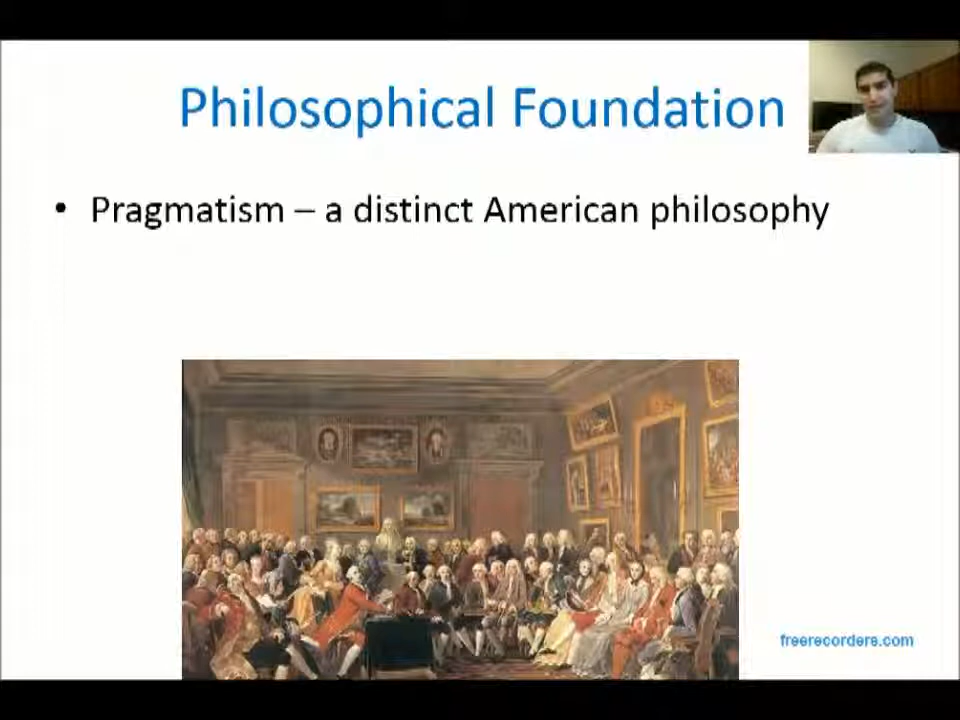 Philosophical Foundation
• Pragmatism – a distinct American philosophy
freerecorders.com